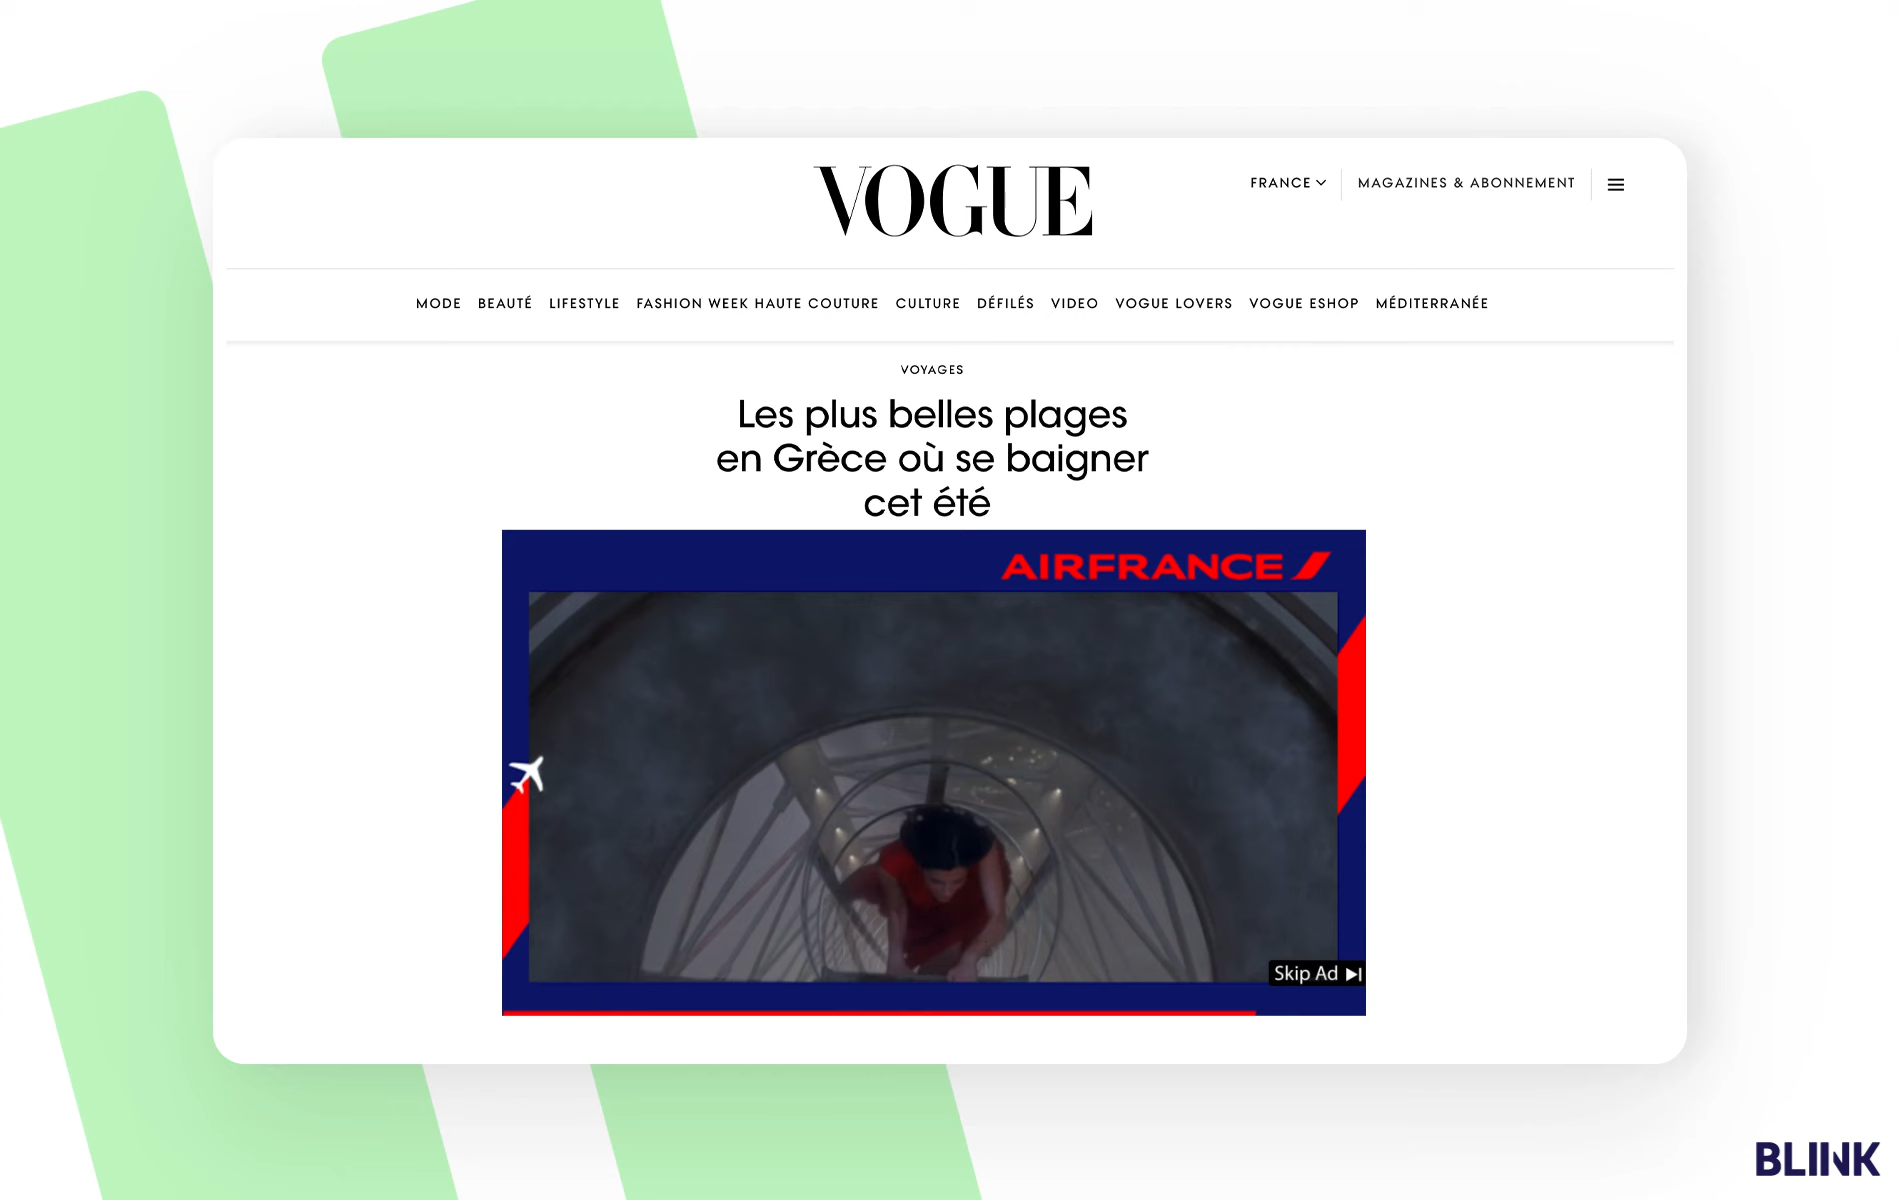 VOGUE
FRANCE
MAGAZINES & ABONNEMENT
MODE BEAUTÉ LIFESTYLE FASHION WEEK HAUTE COUTURE CULTURE DÉFILÉS VIDEO VOGUE LOVERS VOGUE ESHOP MÉDITERRANÉE
VOYAGES
Les plus belles plages
en Grèce où se baigner
cet été
AIRFRANCE
Skip Ad
BLIINK